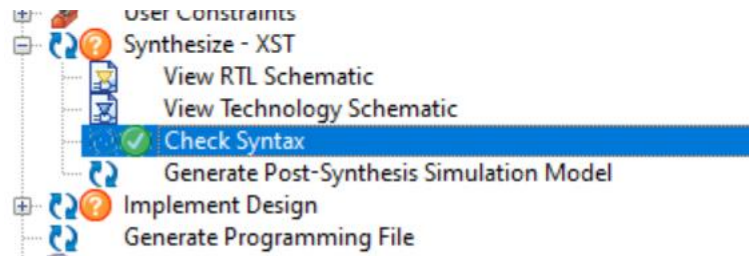 User Constraints
Synthesize - XST
View RTL Schematic
View Technology Schematic
Check Syntax
Generate Post-Synthesis Simulation Model
Implement Design
Generate Programming File